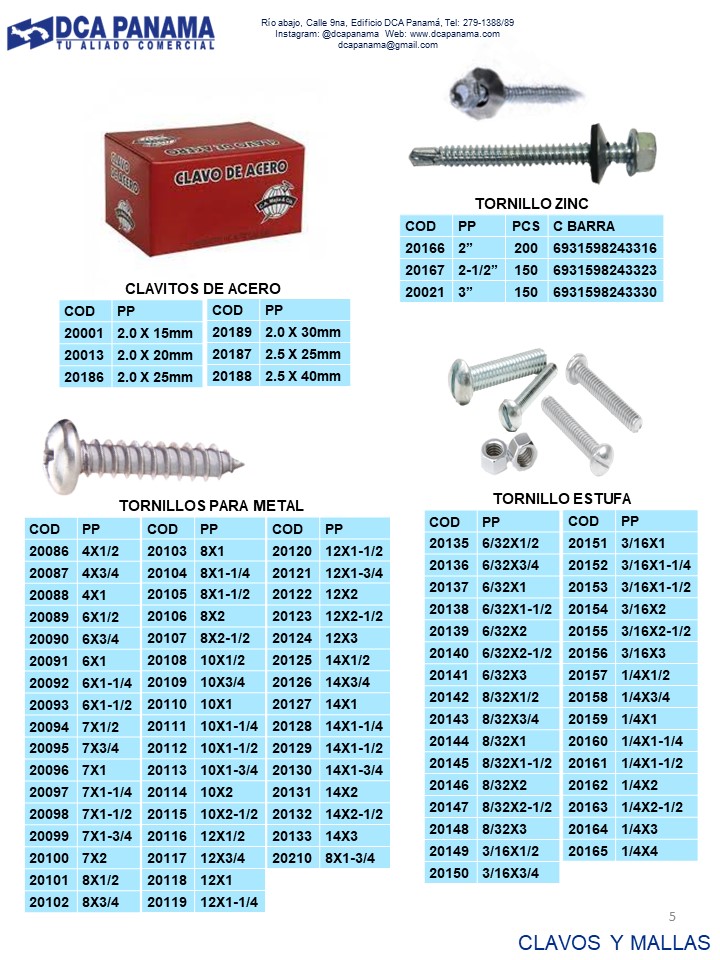 DCA PANAMA
TU ALIADO COMERCIAL
Río abajo, Calle 9na, Edificio DCA Panamá, Tel: 279-1388/89
Instagram: @dcapanama Web: www.dcapanama.com
dcapanama@gmail.com
CLAVO DE ACERO
CLAVO DE ACERO
CLAVO DE ACERO
TORNILLO ZINC
COD PP PCS C BARRA
20166 2” 200 6931598243316
20167 2-1/2” 150 6931598243323
20021 3” 150 6931598243330
CLAVITOS DE ACERO
COD PP
20001 2.0 X 15mm
20013 2.0 X 20mm
20186 2.0 X 25mm
COD PP
20189 2.0 X 30mm
20187 2.5 X 25mm
20188 2.5 X 40mm
TORNILLOS PARA METAL
COD PP
20086 4X1/2
20087 4X3/4
20088 4X1
20089 6X1/2
20090 6X3/4
20091 6X1
20092 6X1-1/4
20093 6X1-1/2
20094 7X1/2
20095 7X3/4
20096 7X1
20097 7X1-1/4
20098 7X1-1/2
20099 7X1-3/4
20100 7X2
20101 8X1/2
20102 8X3/4
COD PP
20103 8X1
20104 8X1-1/4
20105 8X1-1/2
20106 8X2
20107 8X2-1/2
20108 10X1/2
20109 10X3/4
20110 10X1
20111 10X1-1/4
20112 10X1-1/2
20113 10X1-3/4
20114 10X2
20115 10X2-1/2
20116 12X1/2
20117 12X3/4
20118 12X1
20119 12X1-1/4
COD PP
20120 12X1-1/2
20121 12X1-3/4
20122 12X2
20123 12X2-1/2
20124 12X3
20125 14X1/2
20126 14X3/4
20127 14X1
20128 14X1-1/4
20129 14X1-1/2
20130 14X1-3/4
20131 14X2
20132 14X2-1/2
20133 14X3
20210 8X1-3/4
TORNILLO ESTUFA
COD PP
20135 6/32X1/2
20136 6/32X3/4
20137 6/32X1
20138 6/32X1-1/2
20139 6/32X2
20140 6/32X2-1/2
20141 6/32X3
20142 8/32X1/2
20143 8/32X3/4
20144 8/32X1
20145 8/32X1-1/2
20146 8/32X2
20147 8/32X2-1/2
20148 8/32X3
20149 3/16X1/2
20150 3/16X3/4
COD PP
20151 3/16X1
20152 3/16X1-1/4
20153 3/16X1-1/2
20154 3/16X2
20155 3/16X2-1/2
20156 3/16X3
20157 1/4X1/2
20158 1/4X3/4
20159 1/4X1
20160 1/4X1-1/4
20161 1/4X1-1/2
20162 1/4X2
20163 1/4X2-1/2
20164 1/4X3
20165 1/4X4
5
CLAVOS Y MALLAS